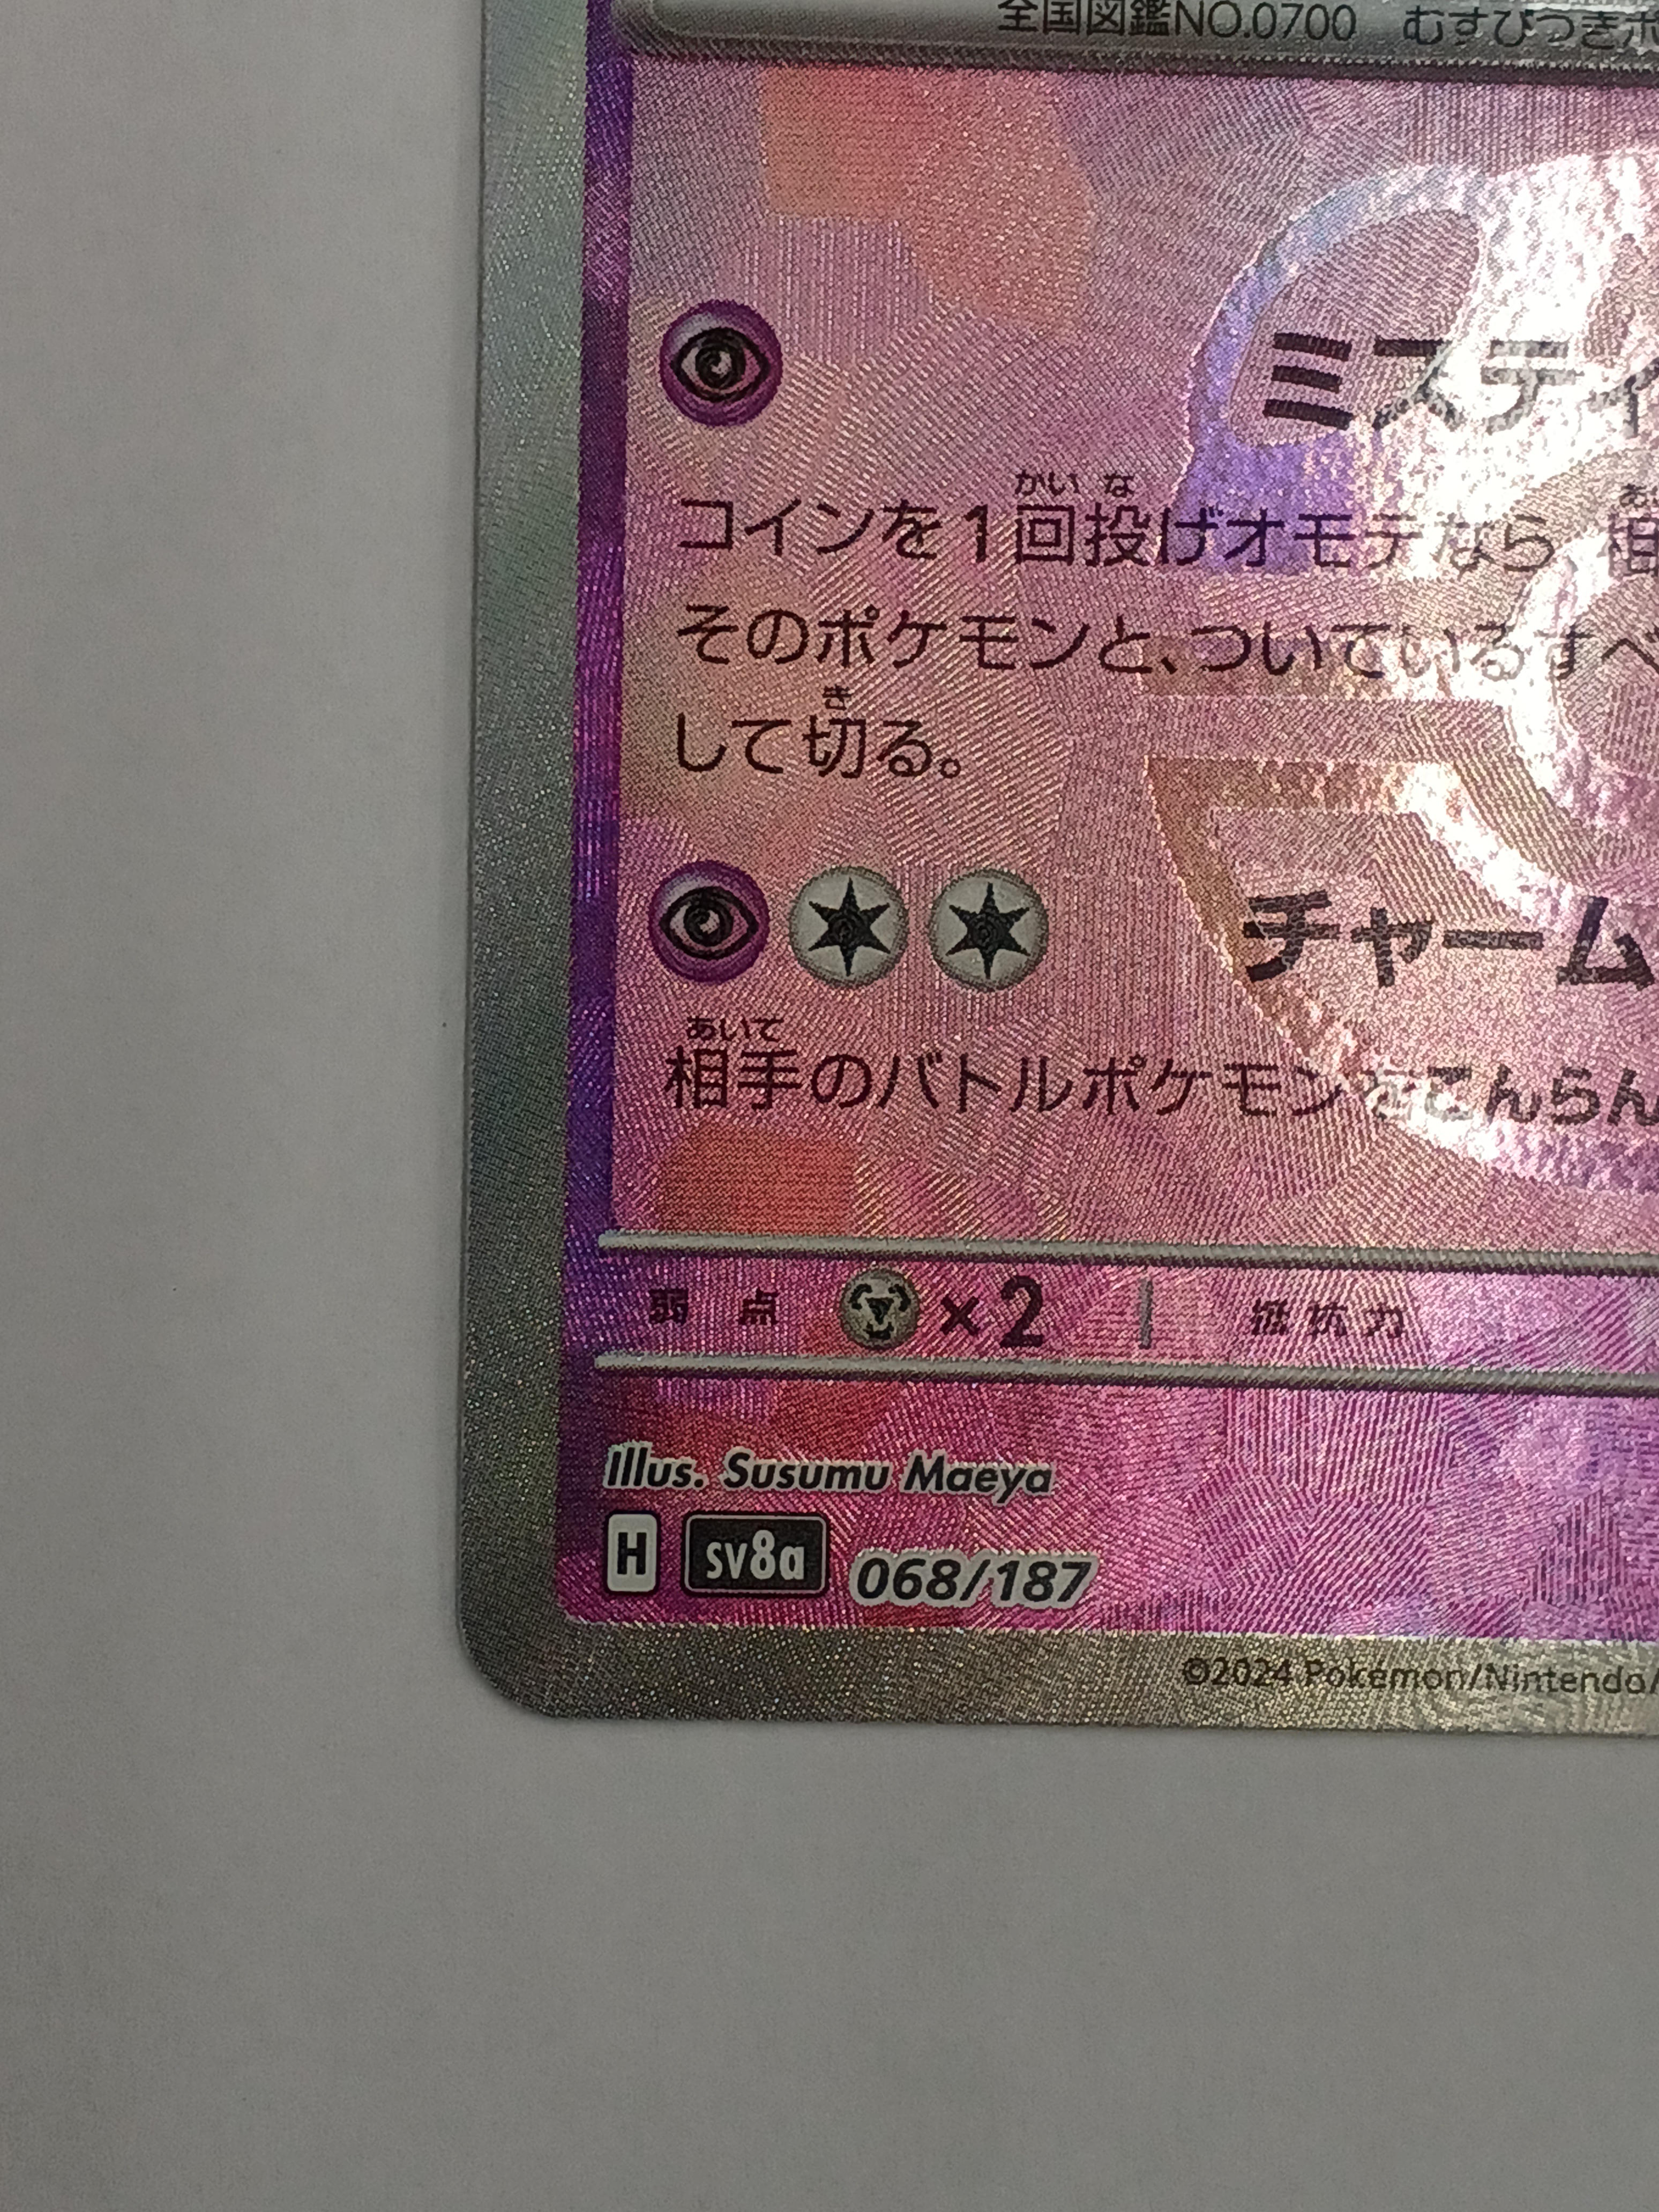 全国図鑑NO.0700 むすびつきポ
ミスティ
かい な
コインを1回投げオモテなら、相
そのポケモンと、ついているすべ
き
して切る。
チャーム
あいて
相手のバトルポケモンをこんらん
弱点 ×2 抵抗力
Illus. Susumu Maeya
H sv8a 068/187
©2024 Pokémon/Nintendo/